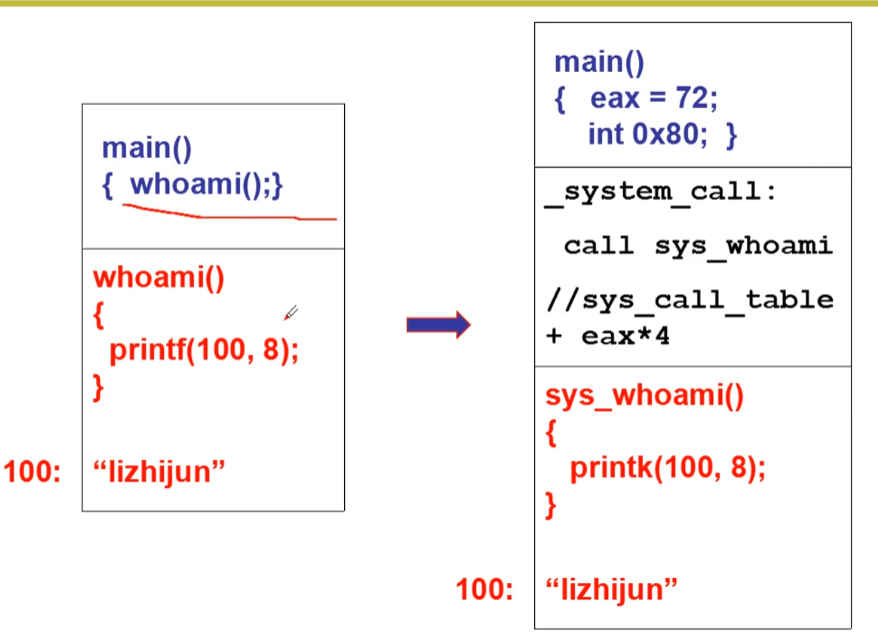 main()
{ whoami();}
whoami()
{
printf(100, 8);
}
100: “lizhijun”
main()
{ eax = 72;
int 0x80; }
_system_call:
call sys_whoami
//sys_call_table
+ eax*4
sys_whoami()
{
printk(100, 8);
}
100: “lizhijun”